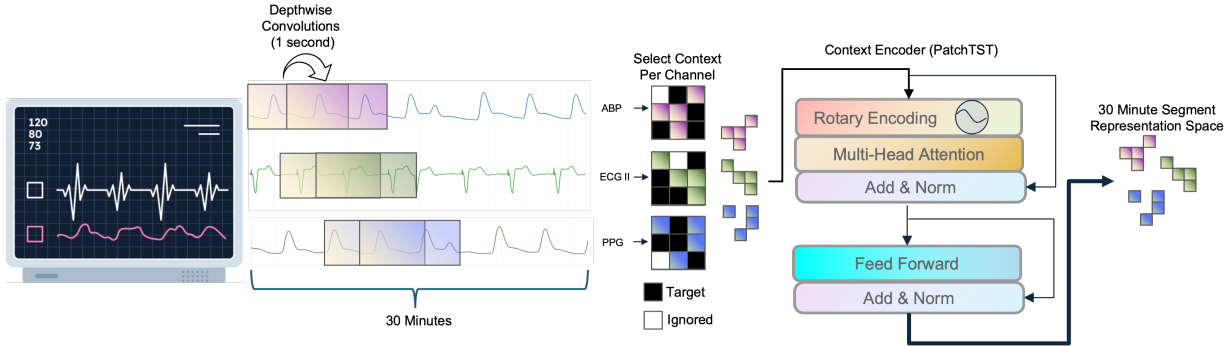 Depthwise
Convolutions
(1 second)
120
80
73
30 Minutes
Select Context
Per Channel
ABP
ECG II
PPG
Target
Ignored
Context Encoder (PatchTST)
Rotary Encoding
Multi-Head Attention
Add & Norm
Feed Forward
Add & Norm
30 Minute Segment
Representation Space